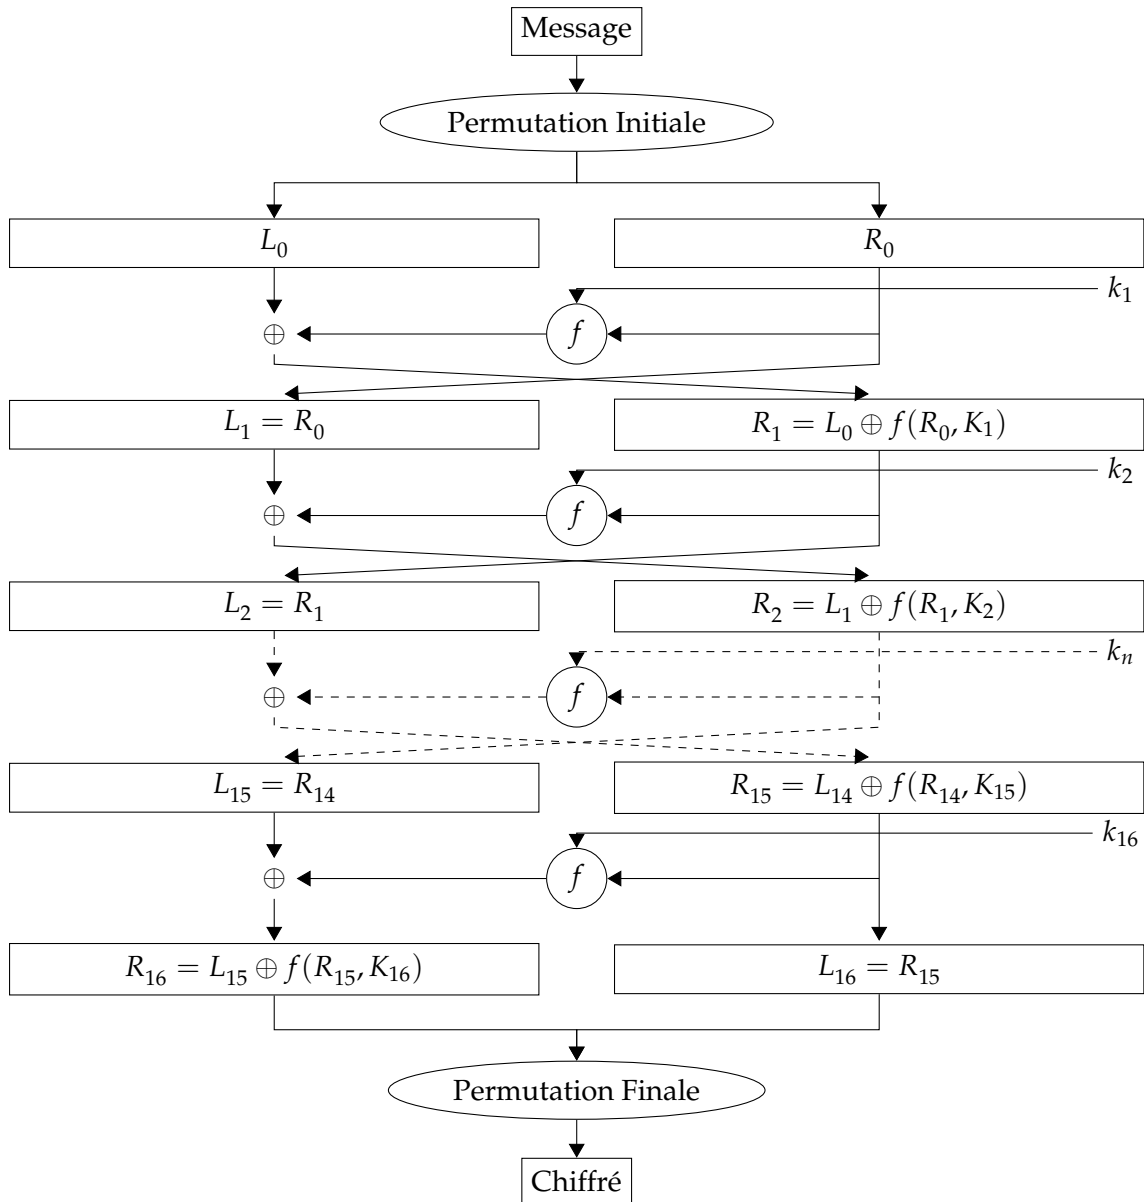 Message
Permutation Initiale
L₀
R₀
k₁
⊕
f
L₁ = R₀
R₁ = L₀ ⊕ f(R₀, K₁)
k₂
⊕
f
L₂ = R₁
R₂ = L₁ ⊕ f(R₁, K₂)
kₙ
⊕
f
L₁₅ = R₁₄
R₁₅ = L₁₄ ⊕ f(R₁₄, K₁₅)
k₁₆
⊕
f
R₁₆ = L₁₅ ⊕ f(R₁₅, K₁₆)
L₁₆ = R₁₅
Permutation Finale
Chiffré